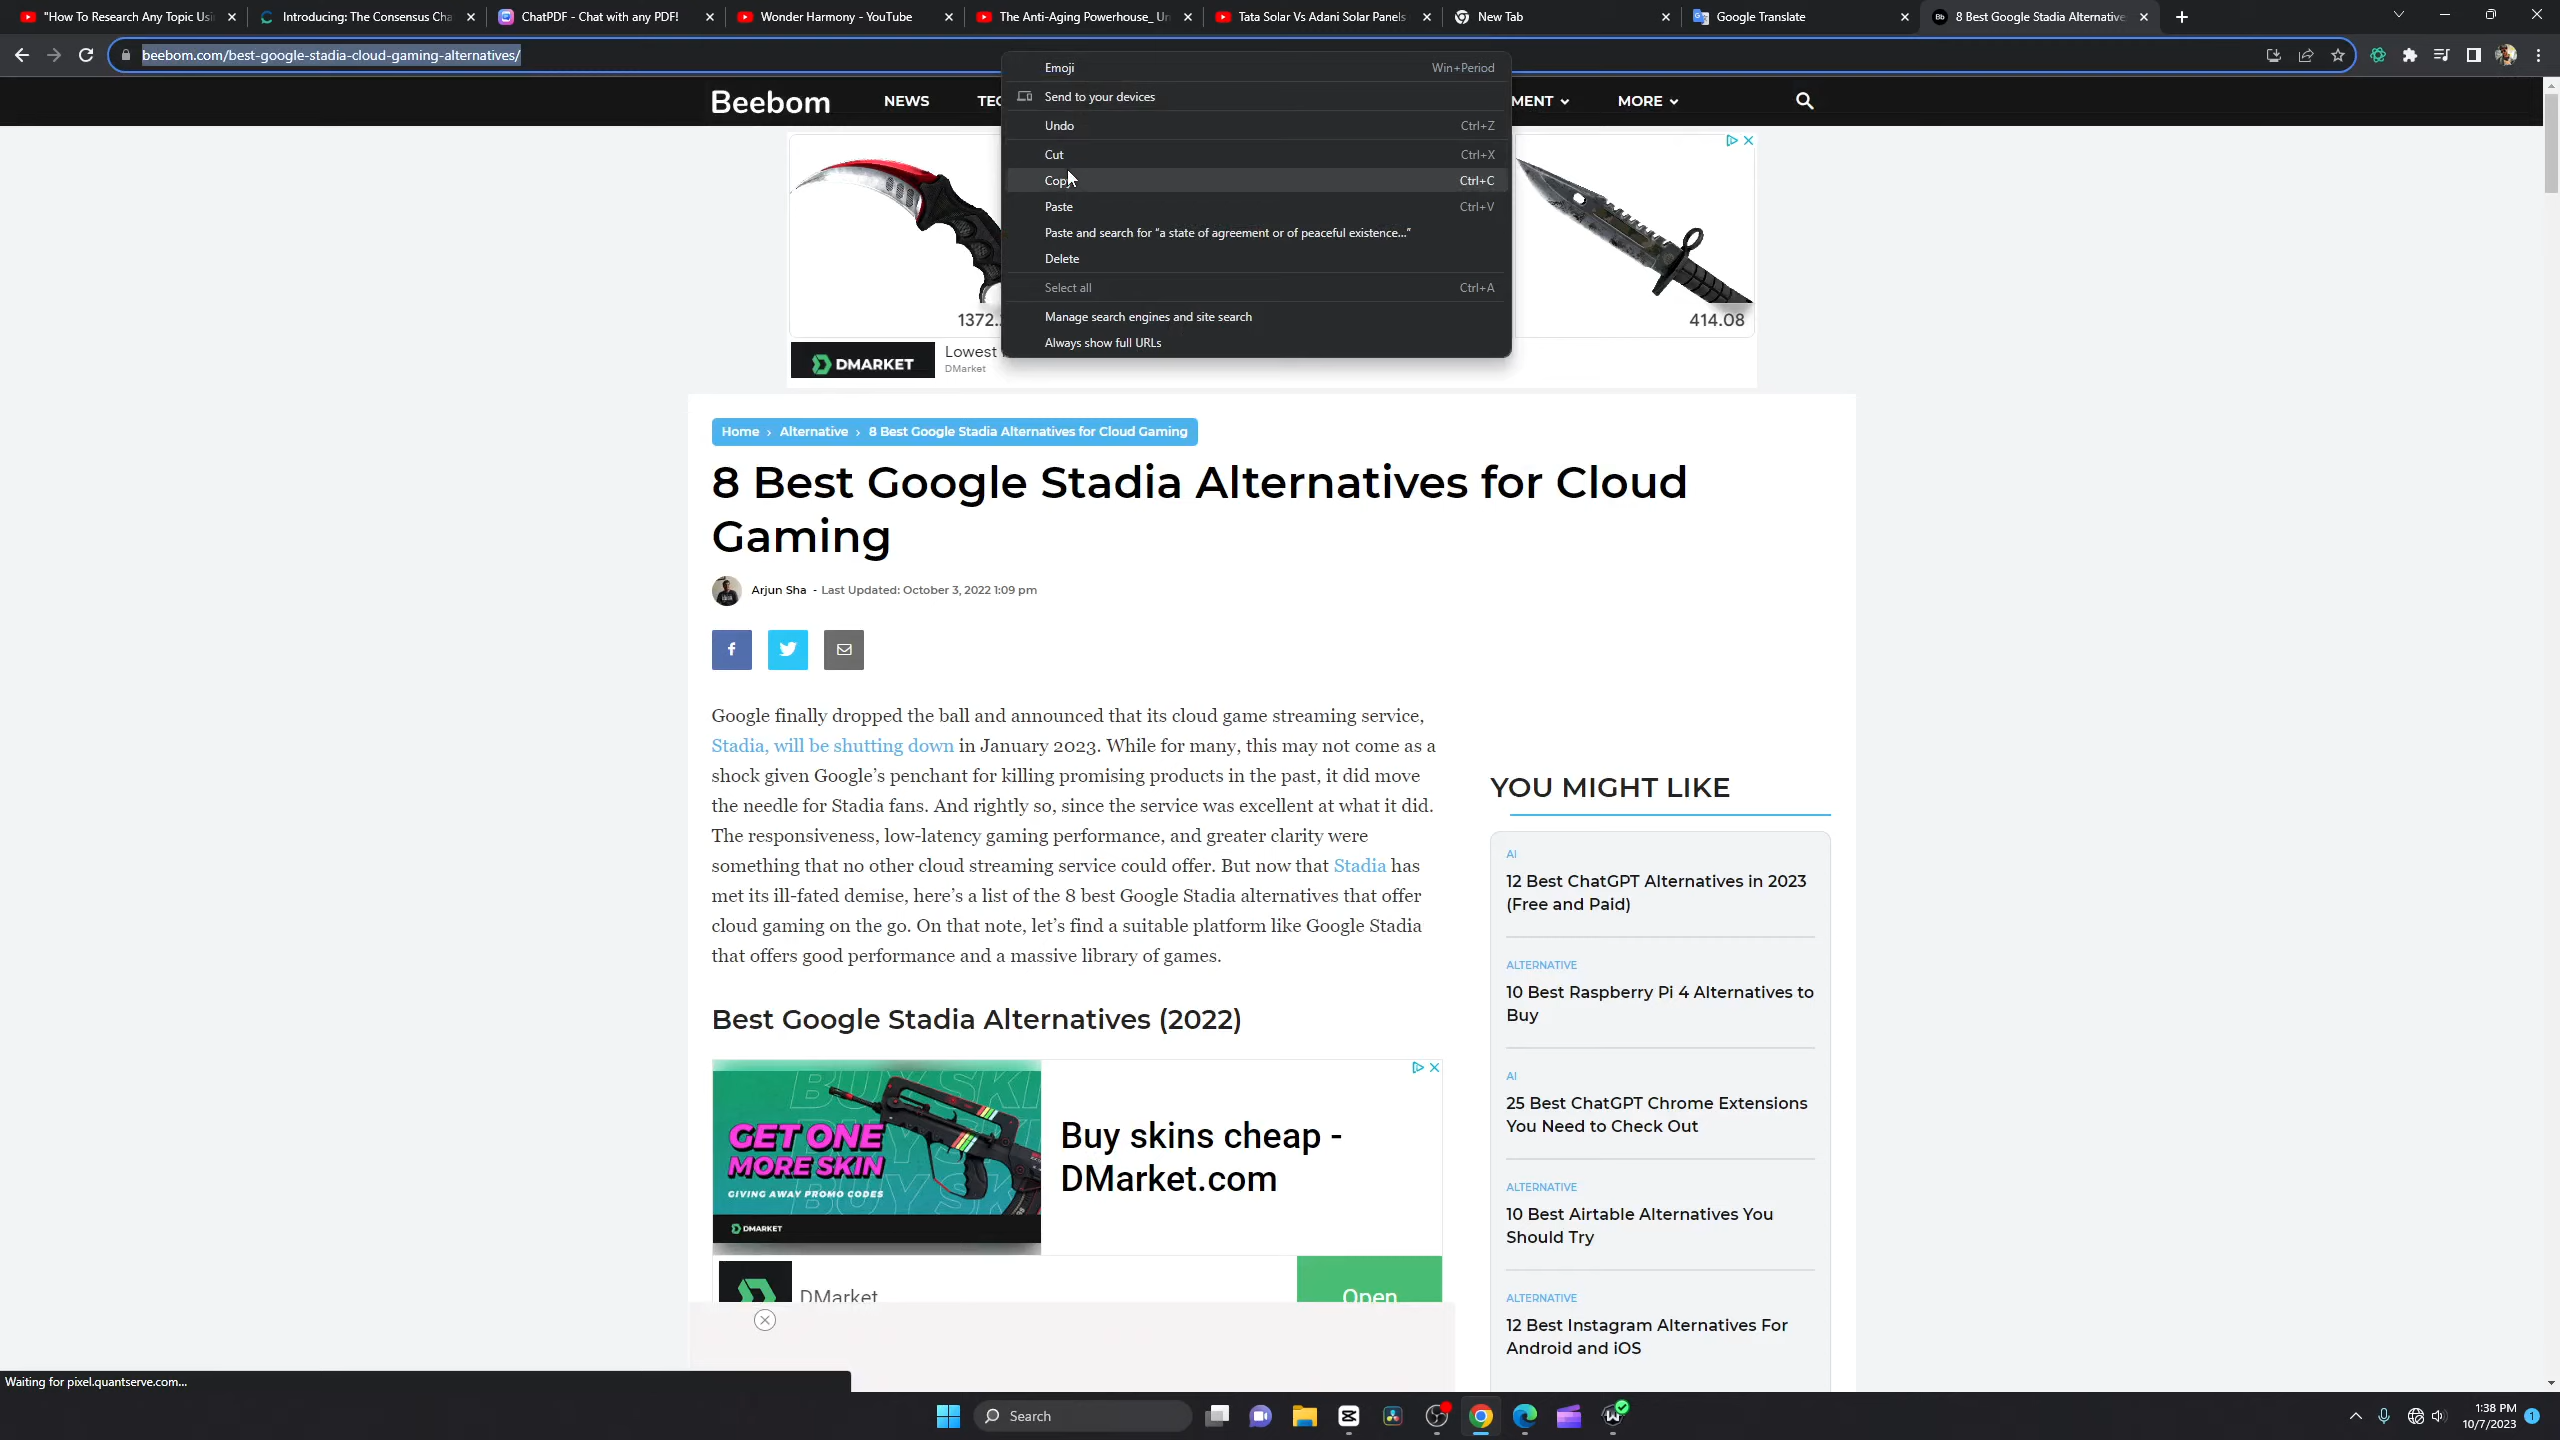 "How To Research Any Topic Usi
Introducing: The Consensus Cha
ChatPDF - Chat with any PDF!
Wonder Harmony - YouTube
The Anti-Aging Powerhouse_ Un
Tata Solar Vs Adani Solar Panels
New Tab
Google Translate
8 Best Google Stadia Alternative
beebom.com/best-google-stadia-cloud-gaming-alternatives/
Emoji Win+Period
Send to your devices
Undo Ctrl+Z
Cut Ctrl+X
Copy Ctrl+C
Paste Ctrl+V
Paste and search for “a state of agreement or of peaceful existence...”
Delete
Select all Ctrl+A
Manage search engines and site search
Always show full URLs
Beebom NEWS TEC MENT MORE
1372.
414.08
DMARKET
Lowest
DMarket
Home › Alternative › 8 Best Google Stadia Alternatives for Cloud Gaming
8 Best Google Stadia Alternatives for Cloud
Gaming
Arjun Sha - Last Updated: October 3, 2022 1:09 pm
Google finally dropped the ball and announced that its cloud game streaming service,
Stadia, will be shutting down in January 2023. While for many, this may not come as a
shock given Google’s penchant for killing promising products in the past, it did move
the needle for Stadia fans. And rightly so, since the service was excellent at what it did.
The responsiveness, low-latency gaming performance, and greater clarity were
something that no other cloud streaming service could offer. But now that Stadia has
met its ill-fated demise, here’s a list of the 8 best Google Stadia alternatives that offer
cloud gaming on the go. On that note, let’s find a suitable platform like Google Stadia
that offers good performance and a massive library of games.
Best Google Stadia Alternatives (2022)
BUY SKI
GET ONE
MORE SKIN
GIVING AWAY PROMO CODES
DMARKET
Buy skins cheap -
DMarket.com
DMarket
Open
YOU MIGHT LIKE
AI
12 Best ChatGPT Alternatives in 2023
(Free and Paid)
ALTERNATIVE
10 Best Raspberry Pi 4 Alternatives to
Buy
AI
25 Best ChatGPT Chrome Extensions
You Need to Check Out
ALTERNATIVE
10 Best Airtable Alternatives You
Should Try
ALTERNATIVE
12 Best Instagram Alternatives For
Android and iOS
Waiting for pixel.quantserve.com...
Search
1:38 PM
10/7/2023
1